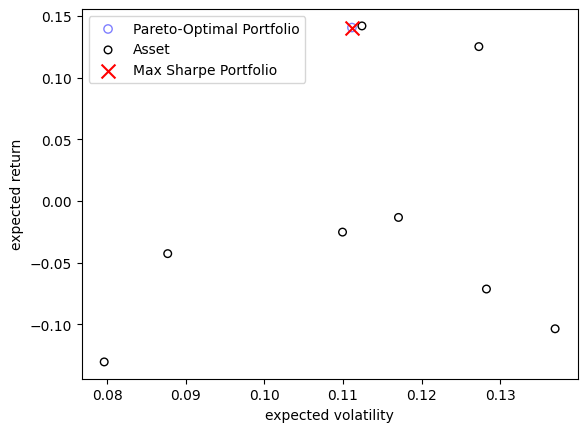 Pareto-Optimal Portfolio
Asset
Max Sharpe Portfolio
0.15
0.10
0.05
0.00
−0.05
−0.10
expected return
0.08 0.09 0.10 0.11 0.12 0.13
expected volatility